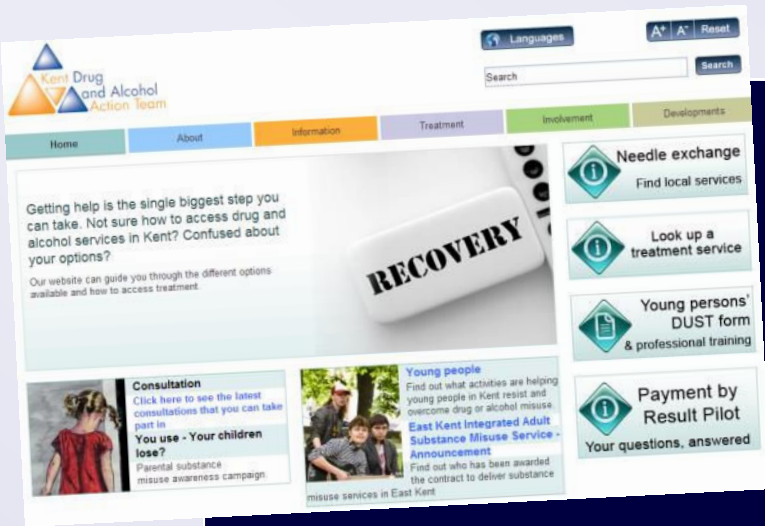 Kent Drug
and Alcohol
Action Team
Languages
A+ A- Reset
Search
Search
Home
About
Information
Treatment
Involvement
Developments
Getting help is the single biggest step you
can take. Not sure how to access drug and
alcohol services in Kent? Confused about
your options?
Our website can guide you through the different options
available and how to access treatment.
RECOVERY
Needle exchange
Find local services
Look up a
treatment service
Young persons'
DUST form
& professional training
Payment by
Result Pilot
Your questions, answered
Consultation
Click here to see the latest
consultations that you can take
part in
You use - Your children
lose?
Parental substance
misuse awareness campaign
Young people
Find out what activities are helping
young people in Kent resist and
overcome drug or alcohol misuse.
East Kent Integrated Adult
Substance Misuse Service -
Announcement
Find out who has been awarded
the contract to deliver substance
misuse services in East Kent